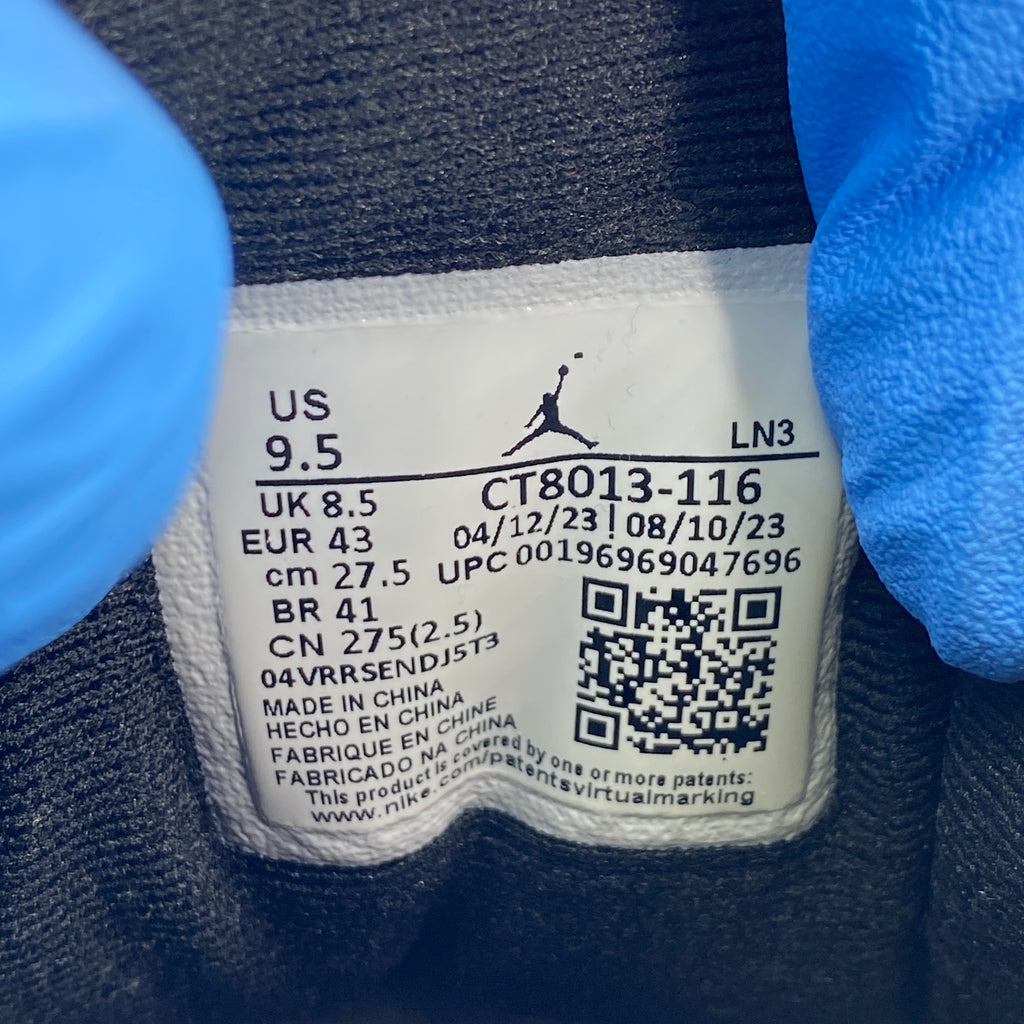 US
9.5
LN3
UK 8.5
EUR 43
cm 27.5
BR 41
CN 275(2.5)
04VRRSENDJ5T3
CT8013-116
04/12/23 | 08/10/23
UPC 00196969047696
MADE IN CHINA
HECHO EN CHINA
FABRIQUE EN CHINE
FABRICADO NA CHINA
This product is covered by one or more patents:
www.nike.com/patentsvirtualmarking